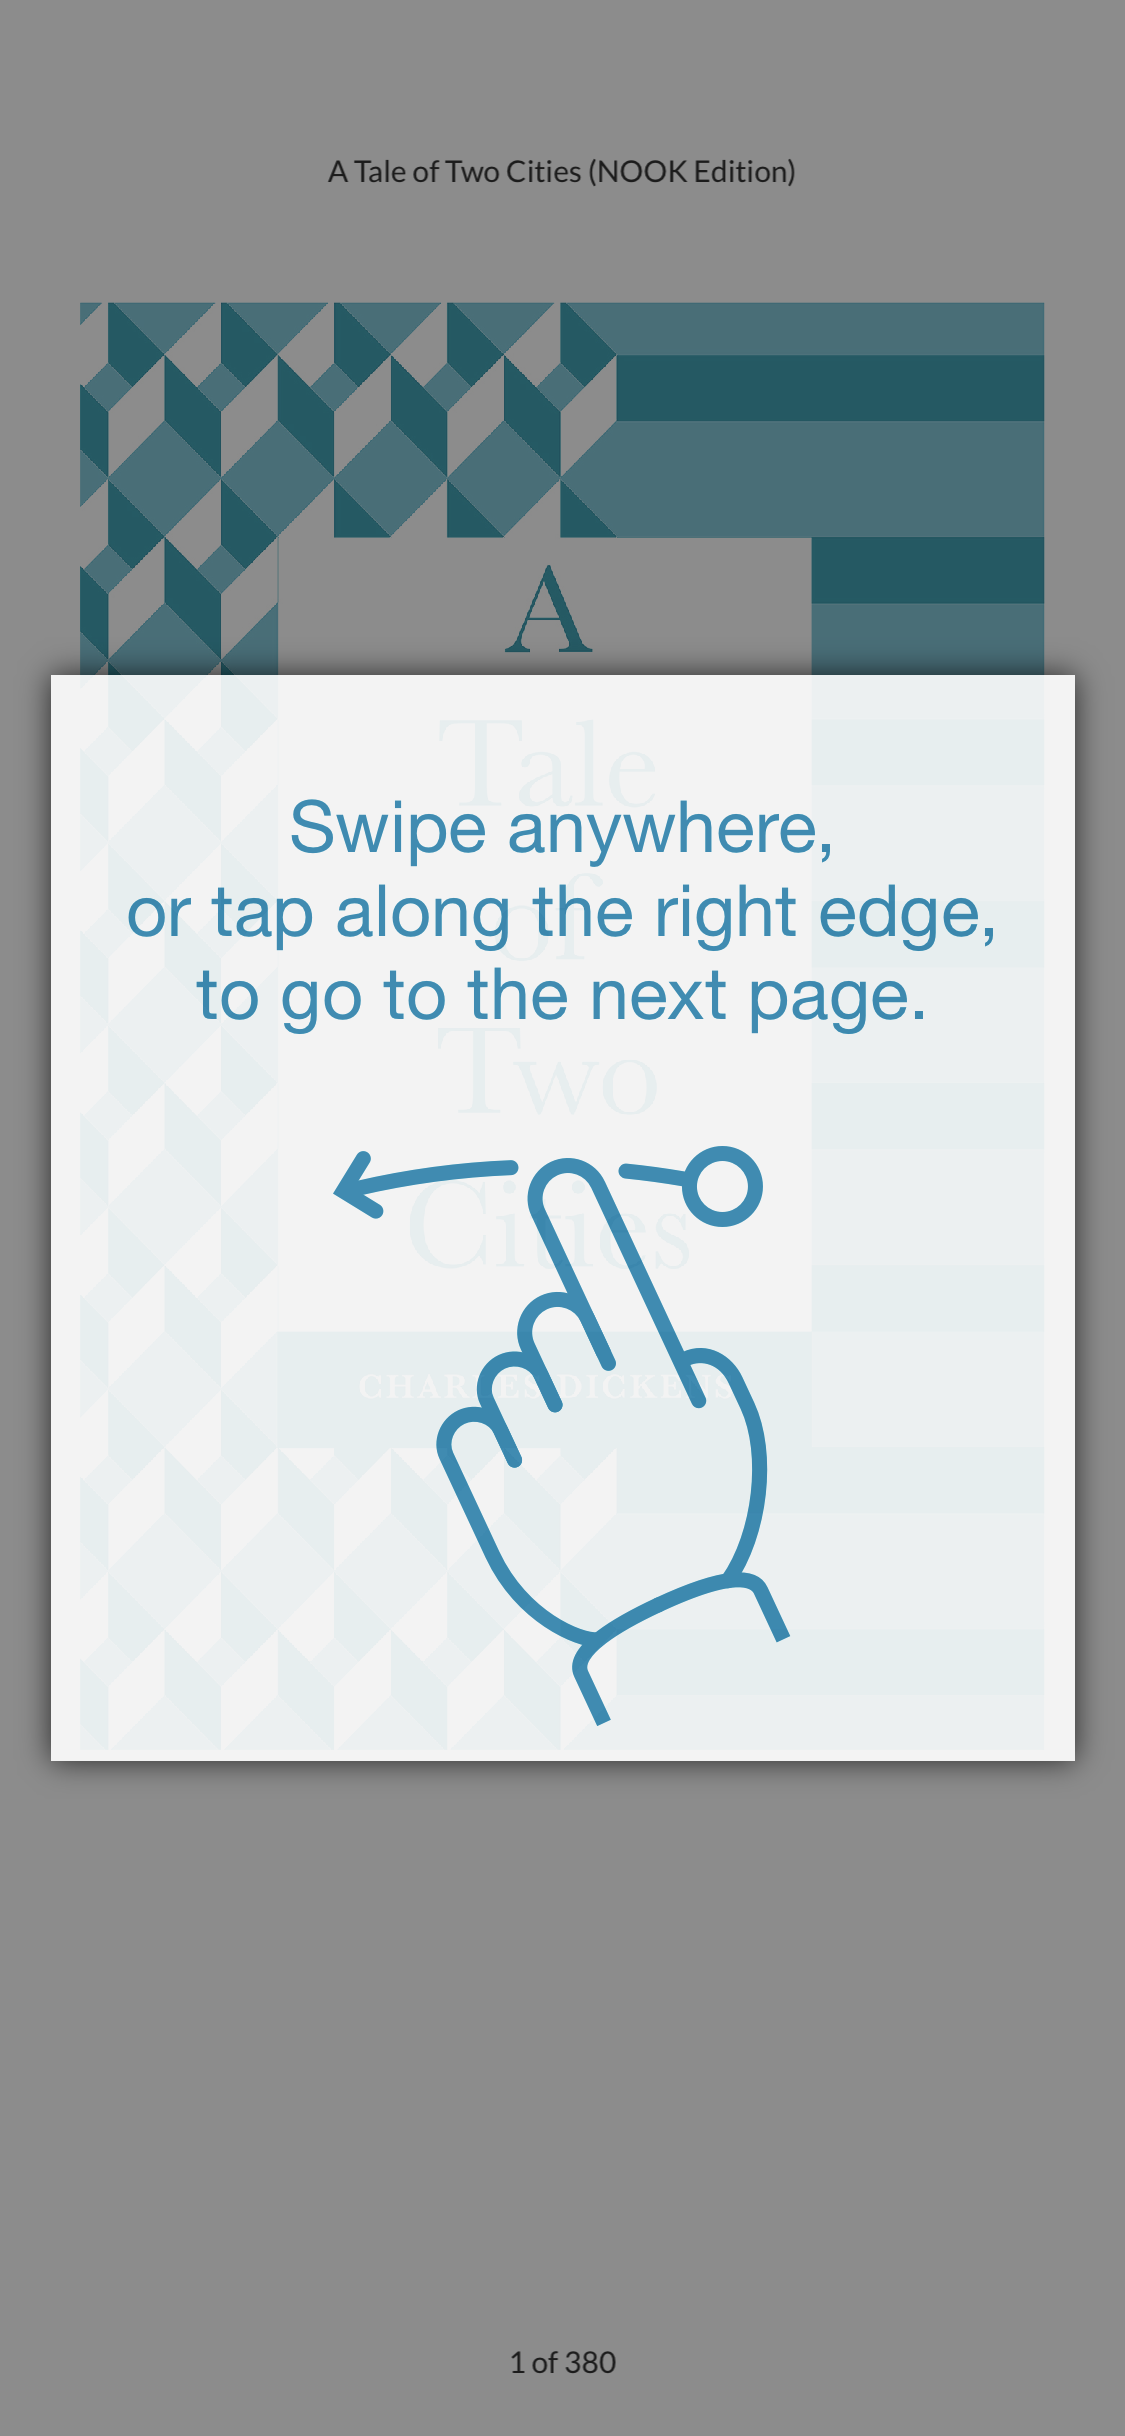 A Tale of Two Cities (NOOK Edition)
A
Tale
Swipe anywhere,
of
or tap along the right edge,
to go to the next page.
Two
Cities
CHARLES DICKENS
1 of 380